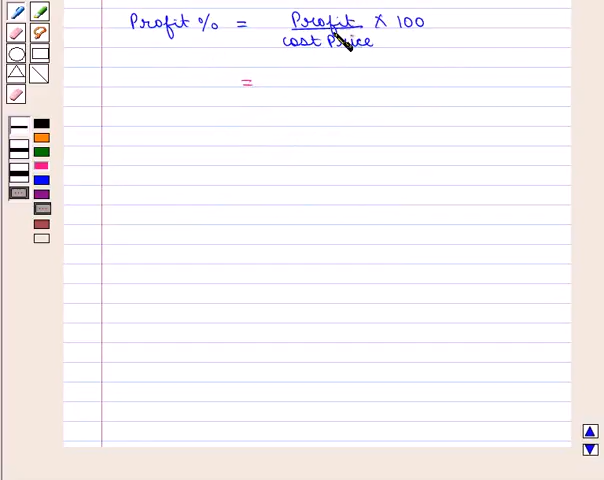 Profit % = Profit / cost Price × 100
=